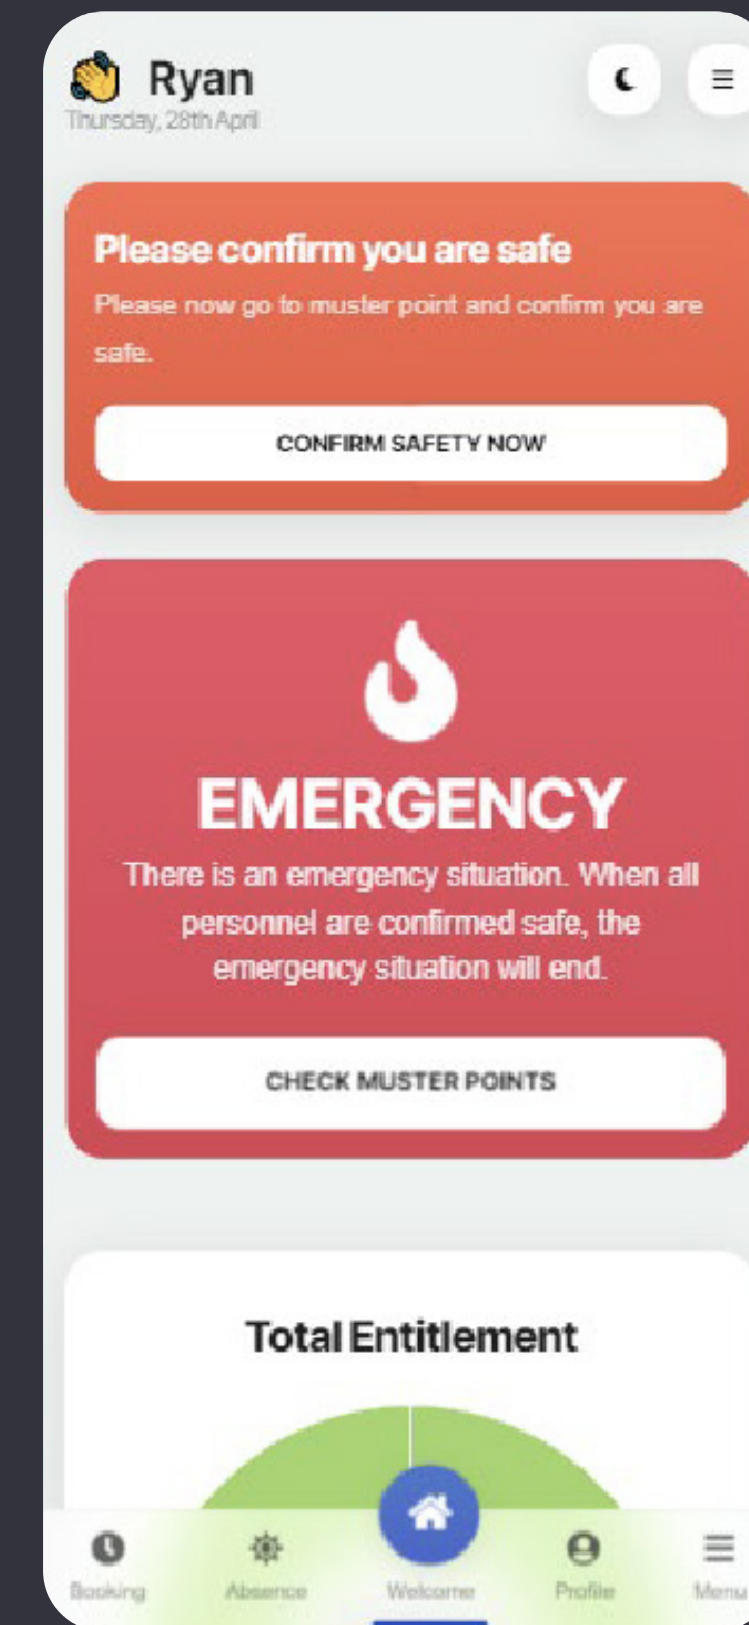 Ryan
Thursday, 28th April
Please confirm you are safe
Please now go to muster point and confirm you are
safe.
CONFIRM SAFETY NOW
EMERGENCY
There is an emergency situation. When all
personnel are confirmed safe, the
emergency situation will end.
CHECK MUSTER POINTS
Total Entitlement
Booking Absence Welcome Profile Menu